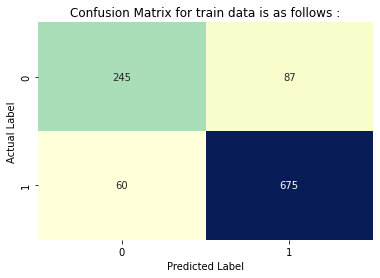 Confusion Matrix for train data is as follows :
Actual Label
0
245
87
1
60
675
0
1
Predicted Label